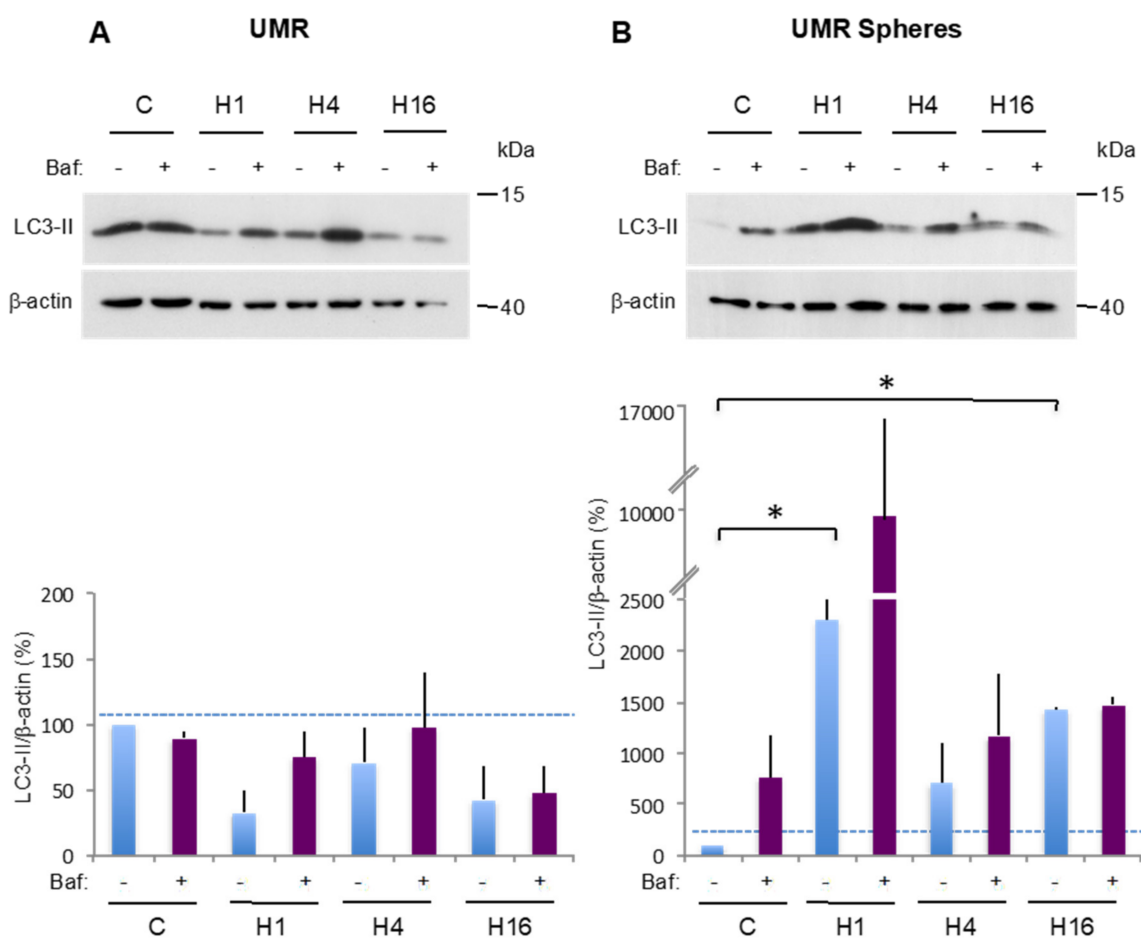 A UMR
C H1 H4 H16
kDa
Baf: - + - + - + - +
15
LC3-II
β-actin
40
200
150
100
50
0
LC3-II/β-actin (%)
Baf: - + - + - + - +
C H1 H4 H16
B UMR Spheres
C H1 H4 H16
kDa
Baf: - + - + - + - +
15
LC3-II
β-actin
40
*
*
17000
10000
2500
2000
1500
1000
500
0
LC3-II/β-actin (%)
Baf: - + - + - + - +
C H1 H4 H16